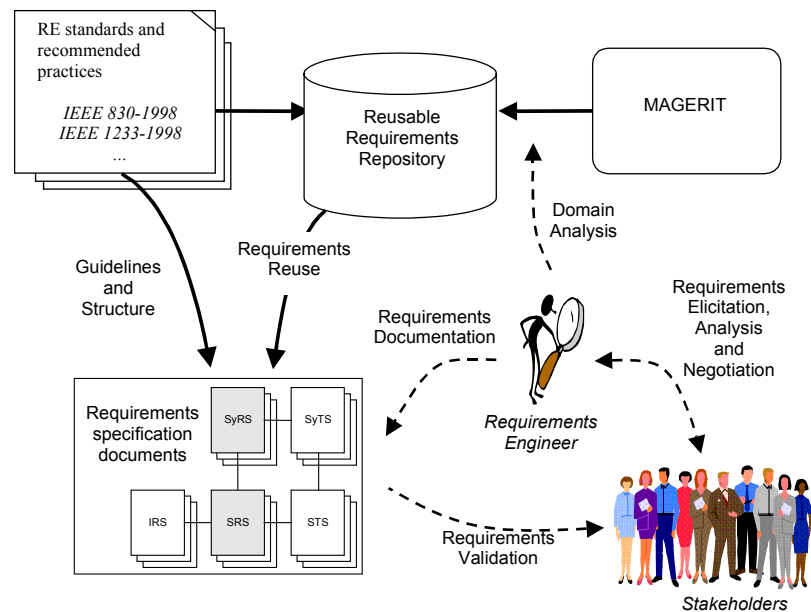 RE standards and
recommended
practices
IEEE 830-1998
IEEE 1233-1998
...
Reusable
Requirements
Repository
MAGERIT
Domain
Analysis
Guidelines
and
Structure
Requirements
Reuse
Requirements
Documentation
Requirements
Elicitation,
Analysis
and
Negotiation
Requirements
Engineer
Requirements
specification
documents
SyRS
SyTS
IRS
SRS
STS
Requirements
Validation
Stakeholders